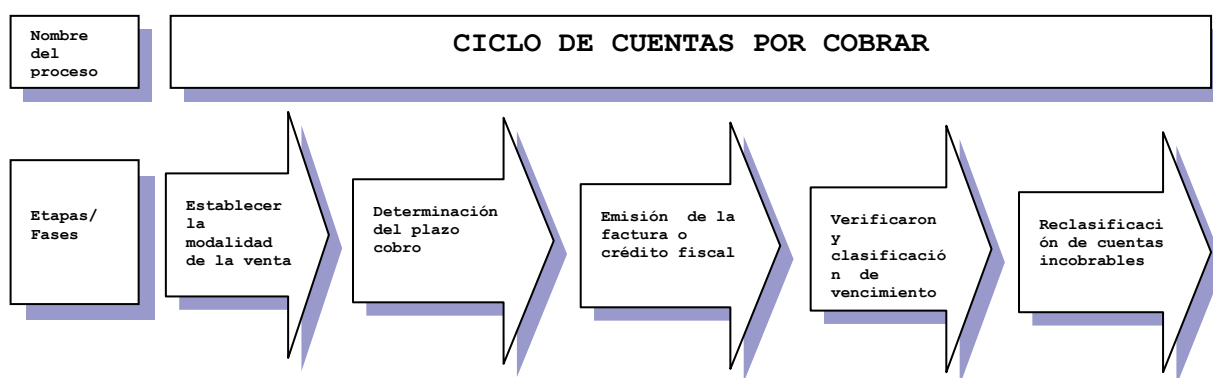 Nombre
del
proceso
CICLO DE CUENTAS POR COBRAR
Etapas/
Fases
Establecer
la
modalidad
de la venta
Determinación
del plazo
cobro
Emisión de la
factura o
crédito fiscal
Verificaron
y
clasificació
n de
vencimiento
Reclasificaci
ón de cuentas
incobrables